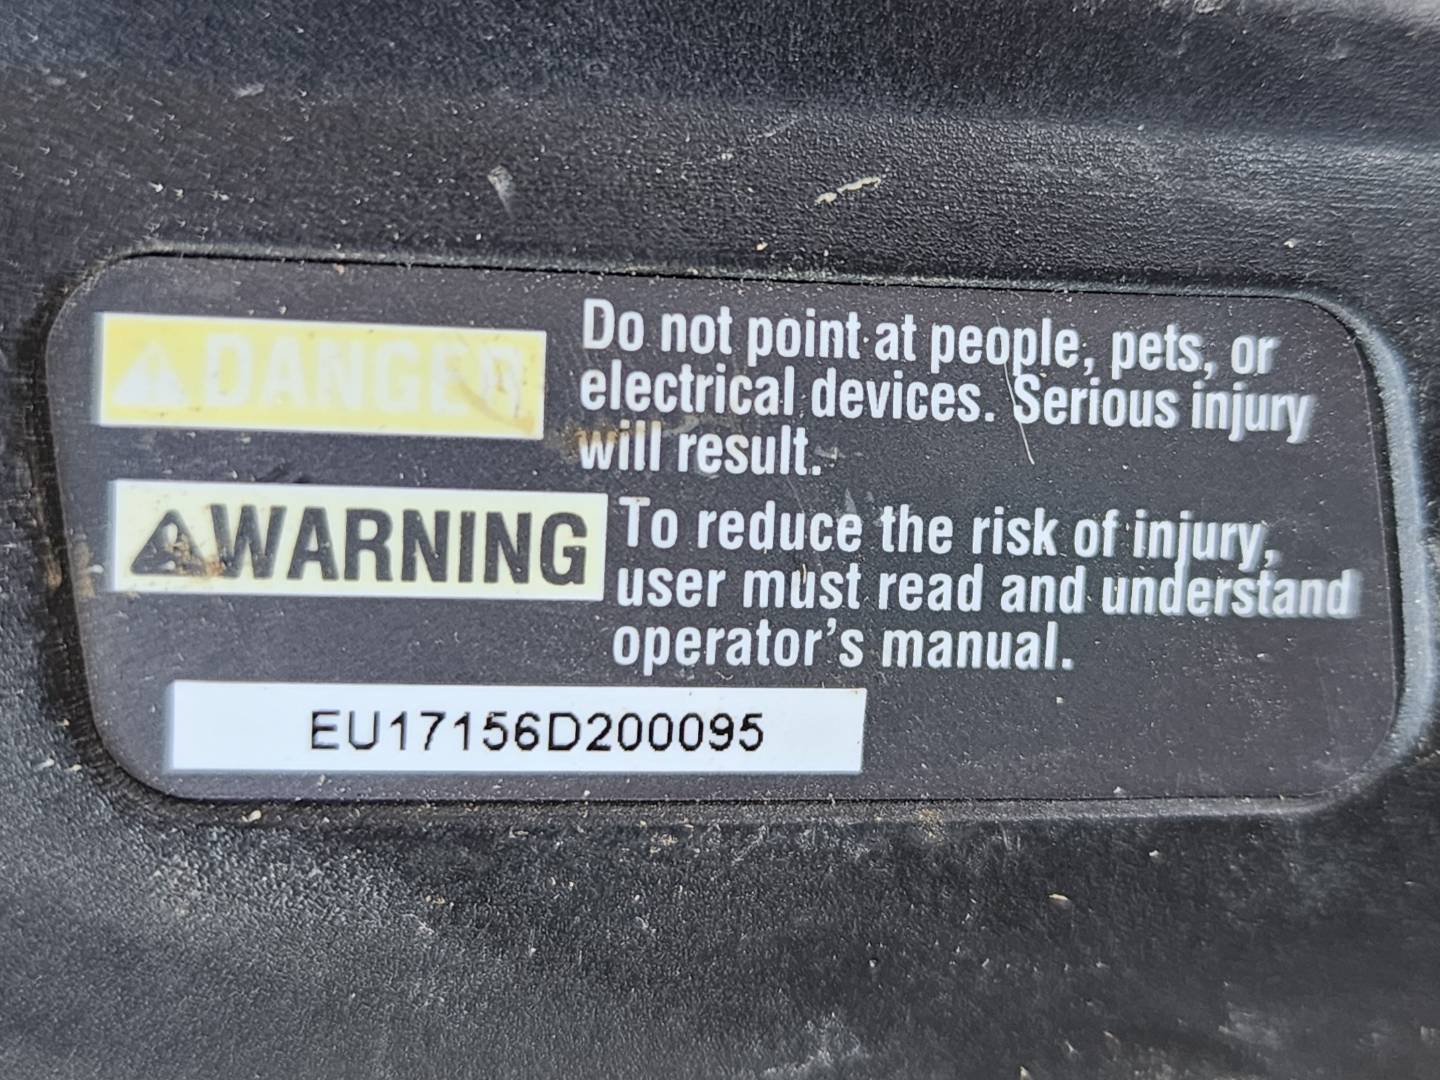 DANGER
Do not point at people, pets, or
electrical devices. Serious injury
will result.
WARNING
To reduce the risk of injury,
user must read and understand
operator's manual.
EU17156D200095